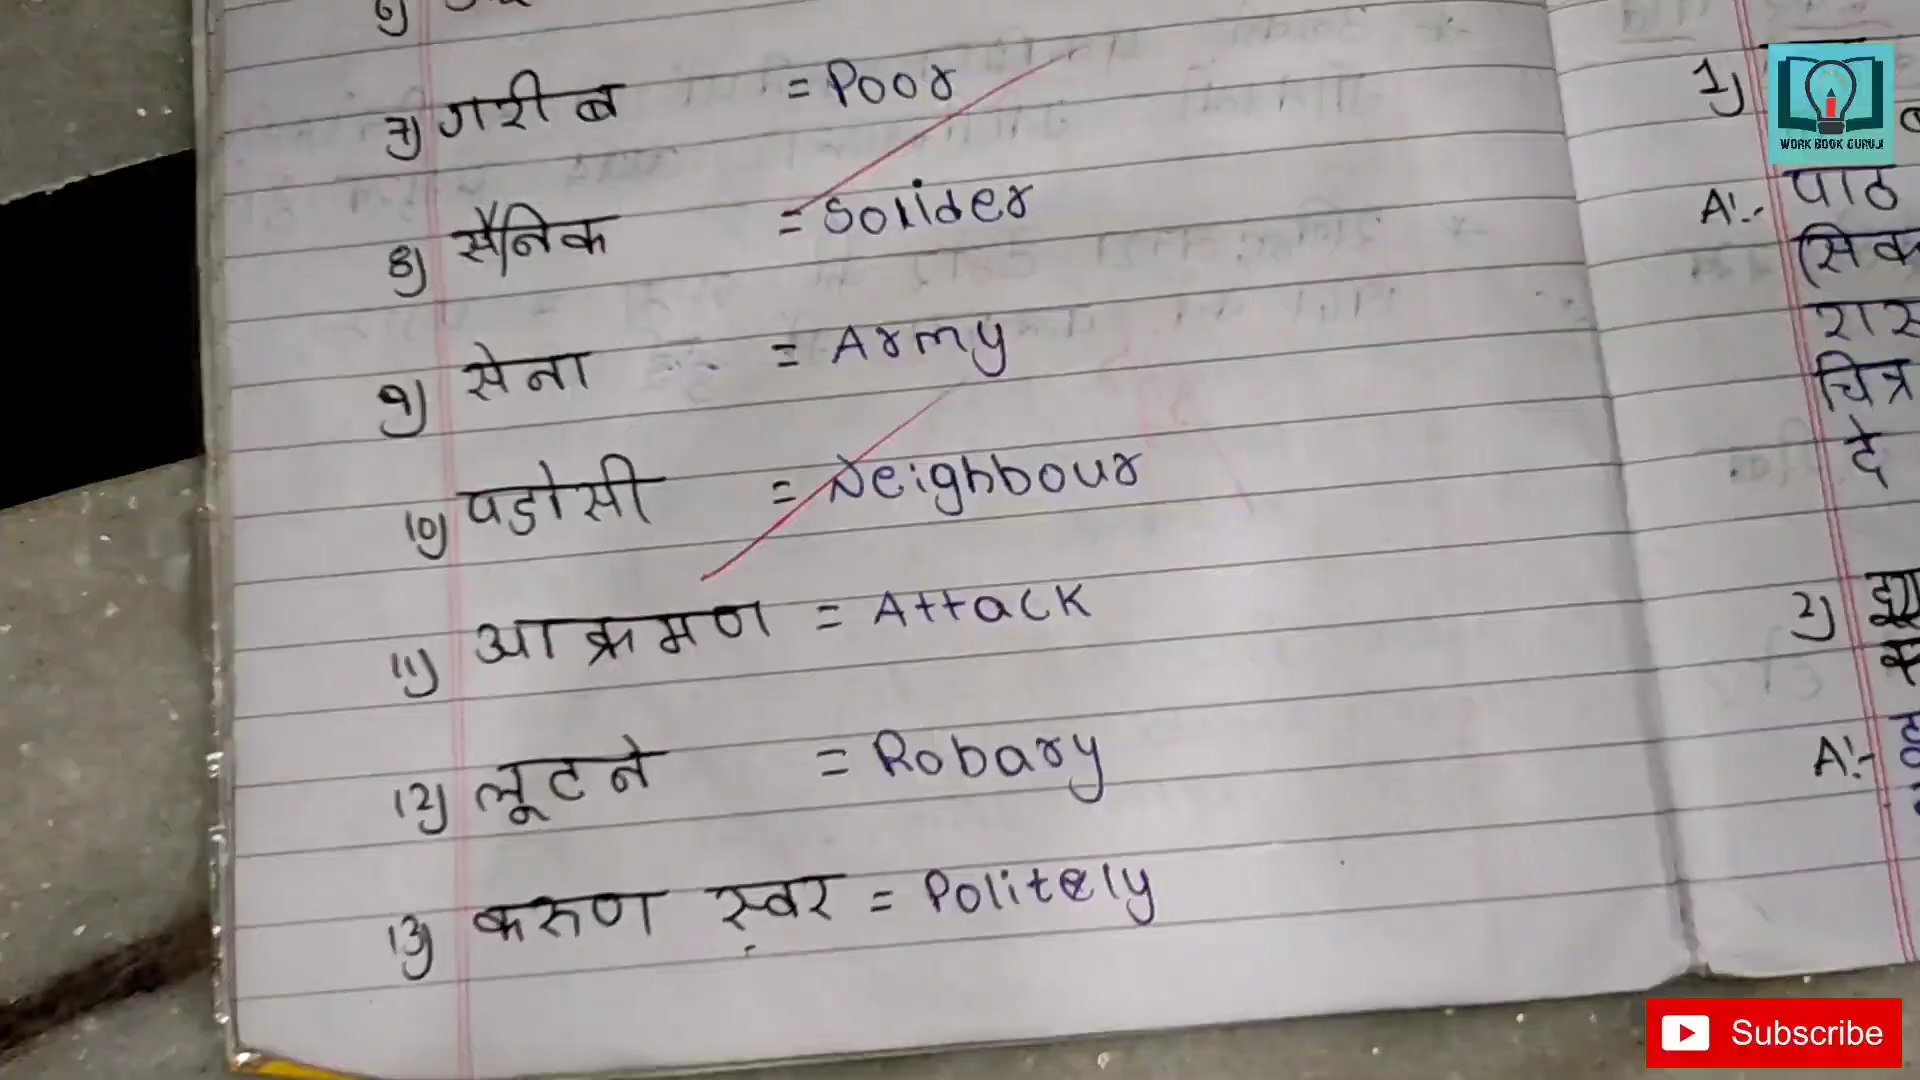 6)
7) गरीब = Poor
8) सैनिक = Solider
9) सेना = Army
10) पडोसी = Neighbour
11) आक्रमण = Attack
12) लूटने = Robary
13) करुण स्वर = Politely
1)
A:- पाठ
चित्र
दे
2)
A:-
WORK BOOK GURUJI
Subscribe